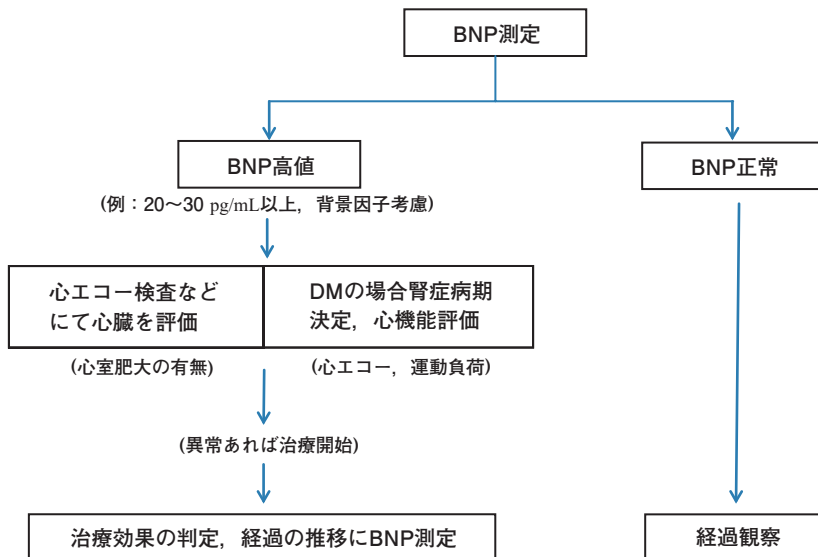 BNP測定
BNP高値
BNP正常
(例：20〜30 pg/mL以上，背景因子考慮)
心エコー検査など
にて心臓を評価
DMの場合腎症病期
決定，心機能評価
(心室肥大の有無)
(心エコー，運動負荷)
(異常あれば治療開始)
治療効果の判定，経過の推移にBNP測定
経過観察